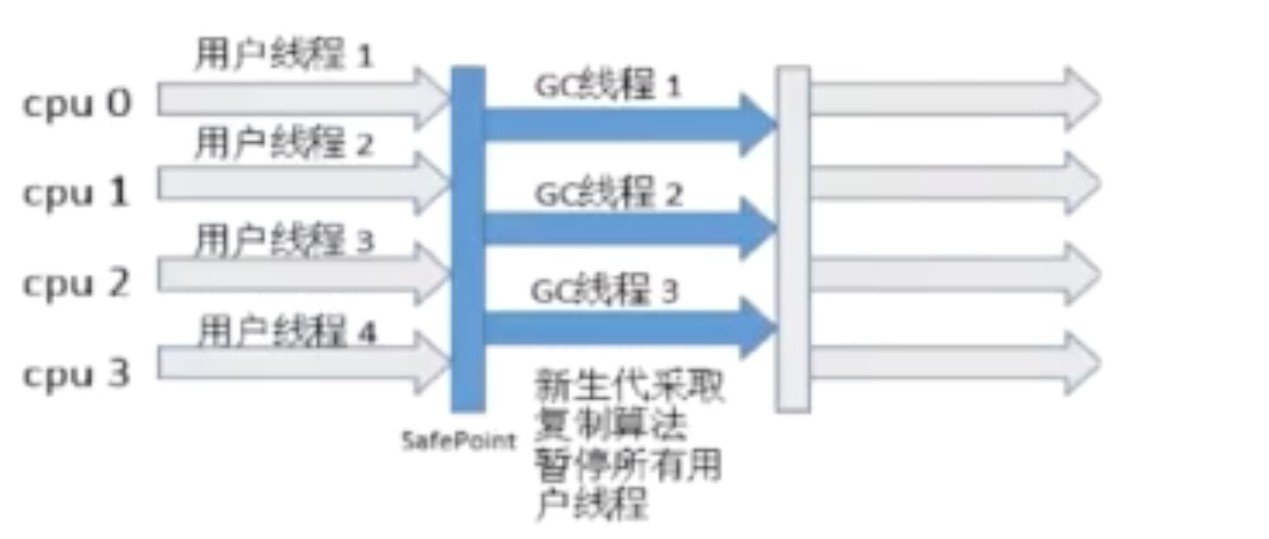 用户线程 1
cpu 0
GC线程 1
用户线程 2
cpu 1
GC线程 2
用户线程 3
cpu 2
GC线程 3
用户线程 4
cpu 3
SafePoint
新生代采取
复制算法
暂停所有用
户线程